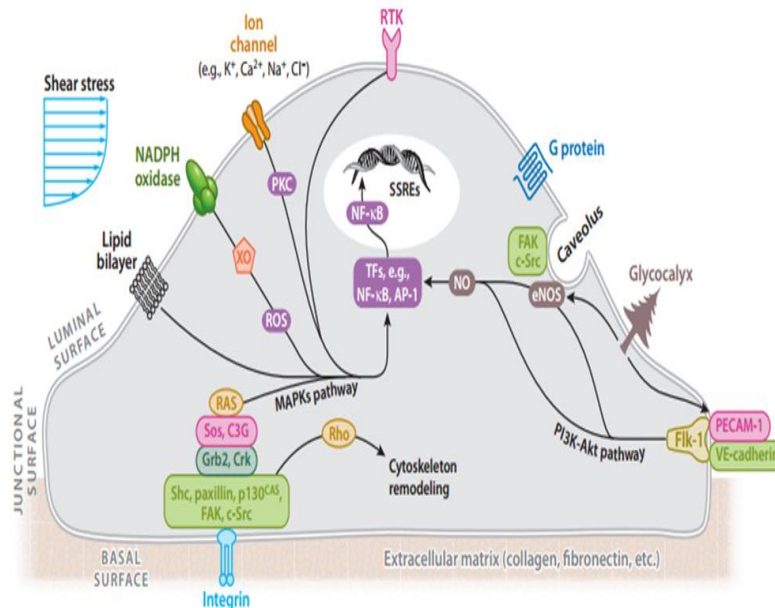 RTK
Ion
channel
(e.g., K⁺, Ca²⁺, Na⁺, Cl⁻)
Shear stress
NADPH
oxidase
G protein
PKC
SSREs
NF-κB
Lipid
bilayer
XO
FAK
c-Src
Caveolus
TFs, e.g.,
NF-κB, AP-1
NO
eNOS
Glycocalyx
ROS
LUMINAL
SURFACE
MAPKs pathway
RAS
Sos, C3G
Grb2, Crk
Shc, paxillin, p130ᶜᴬˢ,
FAK, c-Src
Rho
Cytoskeleton
remodeling
PI3K-Akt pathway
Flk-1
PECAM-1
VE-cadherin
JUNCTIONAL
SURFACE
BASAL
SURFACE
Extracellular matrix (collagen, fibronectin, etc.)
Integrin